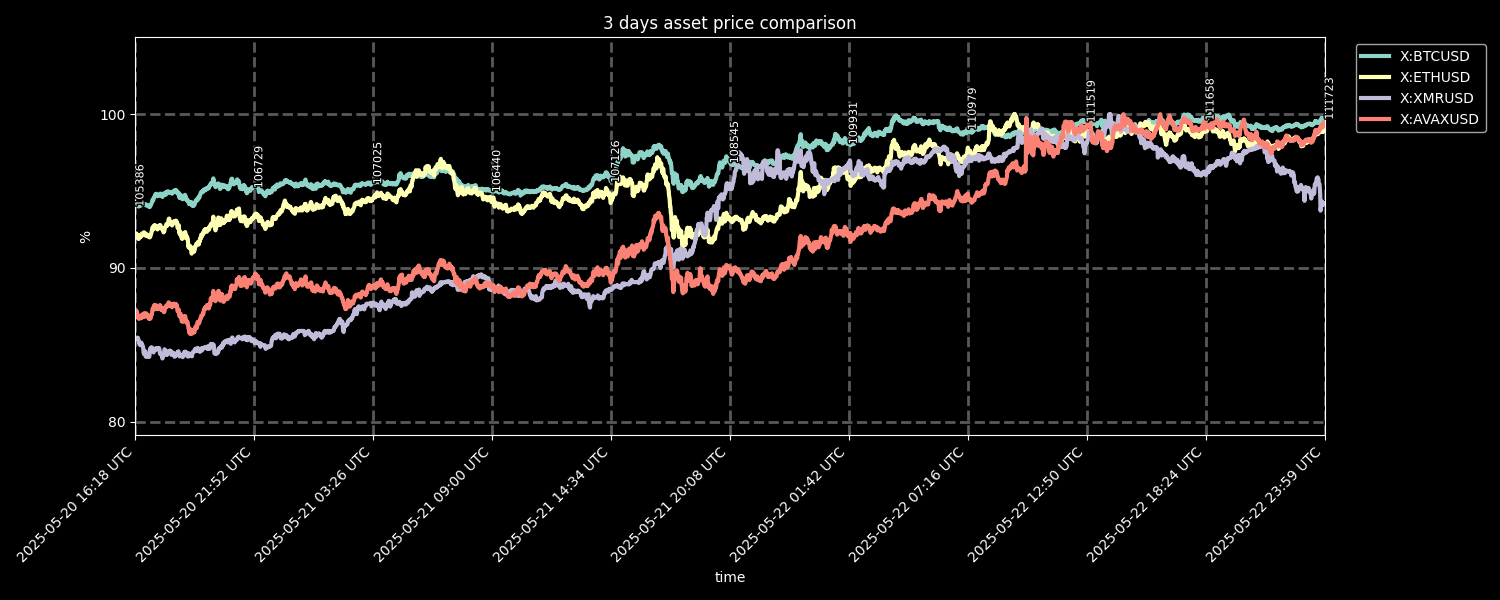 3 days asset price comparison
X:BTCUSD
X:ETHUSD
X:XMRUSD
X:AVAXUSD
%
100
90
80
105386
106729
107025
106440
107126
108545
109931
110979
111519
111658
111723
2025-05-20 16:18 UTC
2025-05-20 21:52 UTC
2025-05-21 03:26 UTC
2025-05-21 09:00 UTC
2025-05-21 14:34 UTC
2025-05-21 20:08 UTC
2025-05-22 01:42 UTC
2025-05-22 07:16 UTC
2025-05-22 12:50 UTC
2025-05-22 18:24 UTC
2025-05-22 23:59 UTC
time